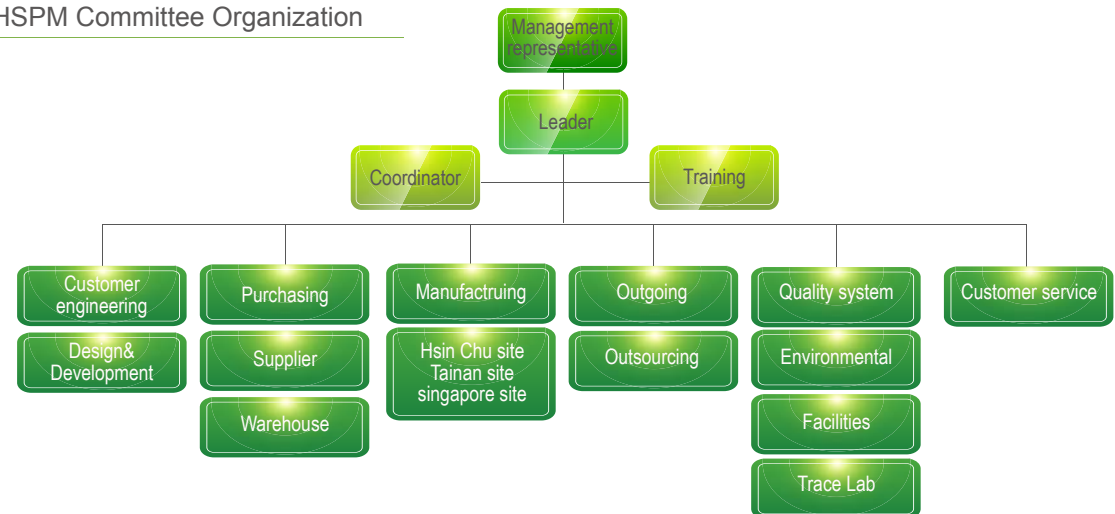 HSPM Committee Organization
Management
representative
Leader
Coordinator
Training
Customer
engineering
Purchasing
Manufactruing
Outgoing
Quality system
Customer service
Design&
Development
Supplier
Hsin Chu site
Tainan site
singapore site
Outsourcing
Environmental
Warehouse
Facilities
Trace Lab